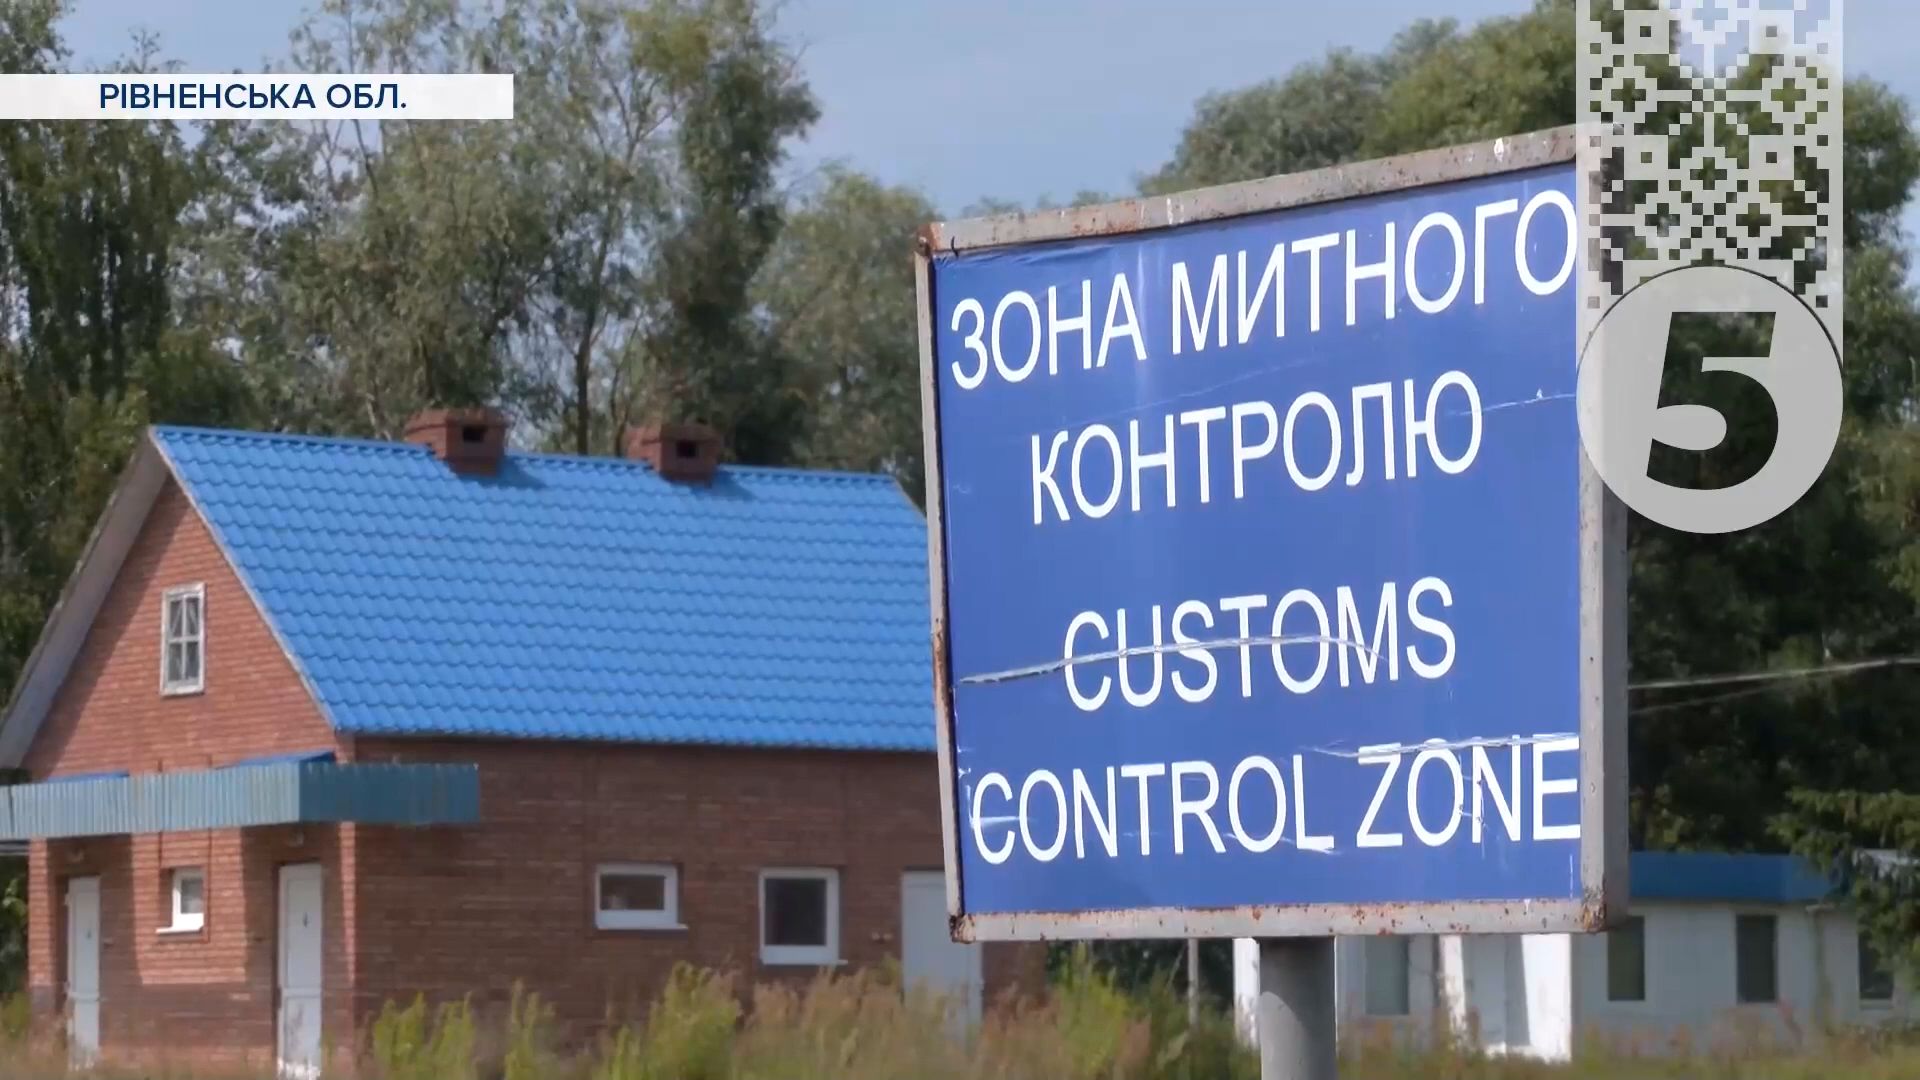 РІВНЕНСЬКА ОБЛ.
5
ЗОНА МИТНОГО
КОНТРОЛЮ
CUSTOMS
CONTROL ZONE